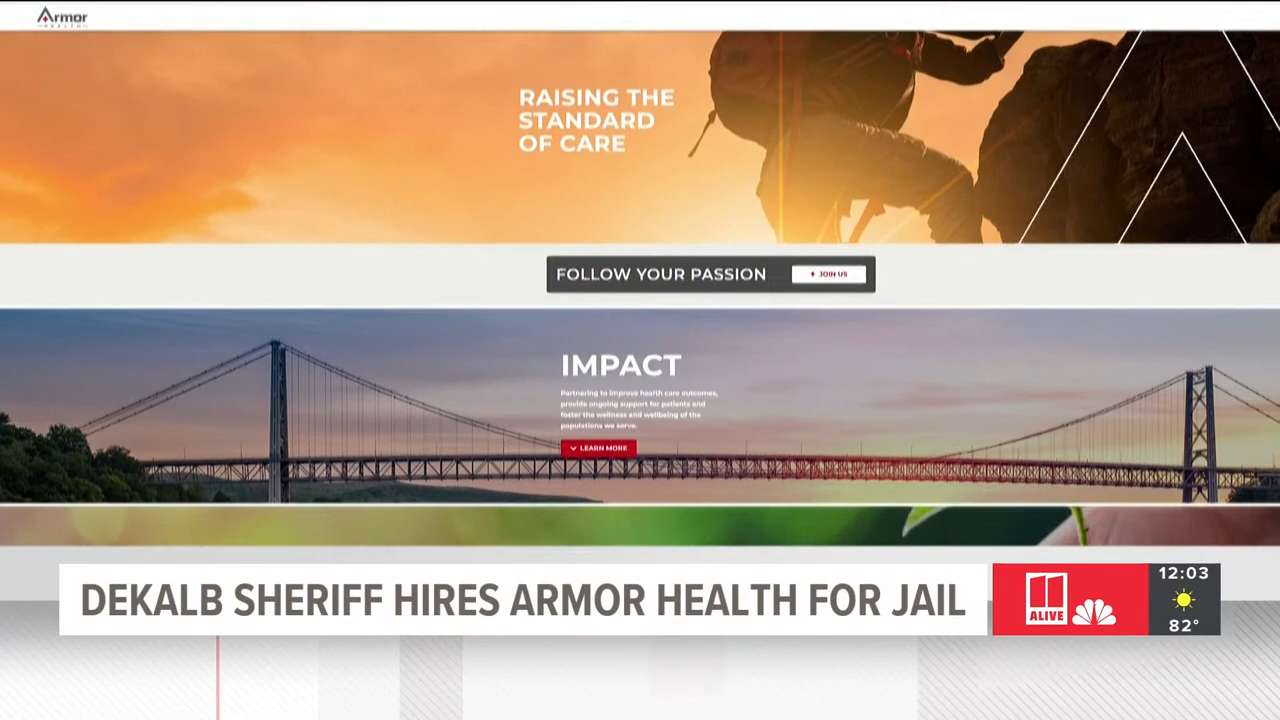 Armor
HEALTH
RAISING THE
STANDARD
OF CARE
FOLLOW YOUR PASSION
JOIN US
IMPACT
Partnering to improve health care outcomes,
provide ongoing support for patients and
foster the wellness and wellbeing of the
populations we serve.
LEARN MORE
DEKALB SHERIFF HIRES ARMOR HEALTH FOR JAIL
11
ALIVE
12:03
82°